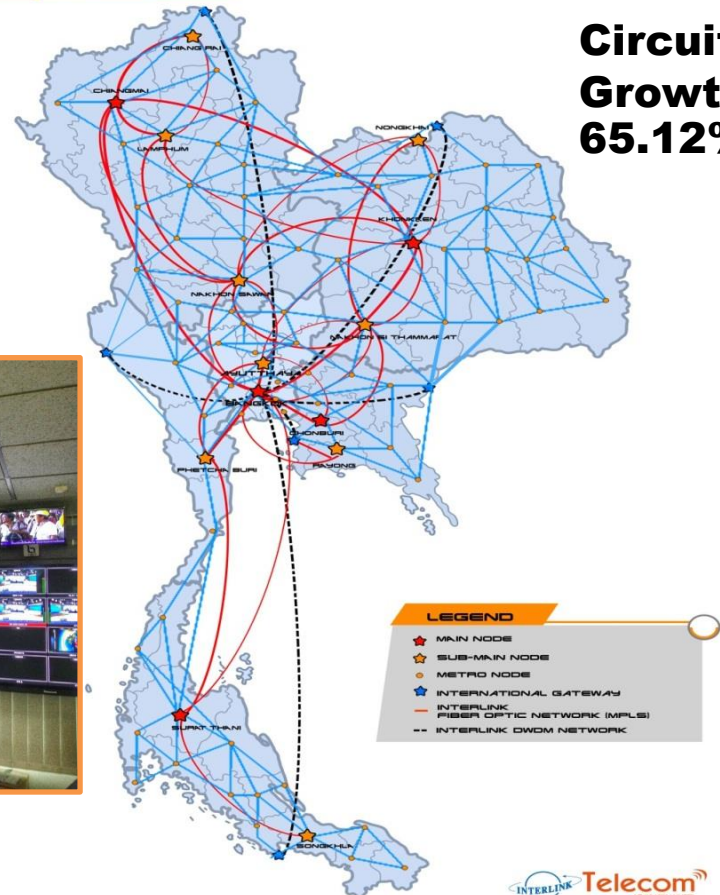 Circuit
Growt
65.12%
CHIANG RAI
CHIANGMAI
LAMPHUM
NONGKHAI
KHONKEN
NAKHON SAWAN
NAKHON SI THAMMARAT
AYUTTHAYA
BANGKOK
CHONBURI
RAYONG
PHETCHA BURI
LEGEND
MAIN NODE
SUB-MAIN NODE
METRO NODE
INTERNATIONAL GATEWAY
INTERLINK
FIBER OPTIC NETWORK (MPLS)
INTERLINK DWDM NETWORK
SURAT THANI
SONGKHLA
INTERLINK Telecom